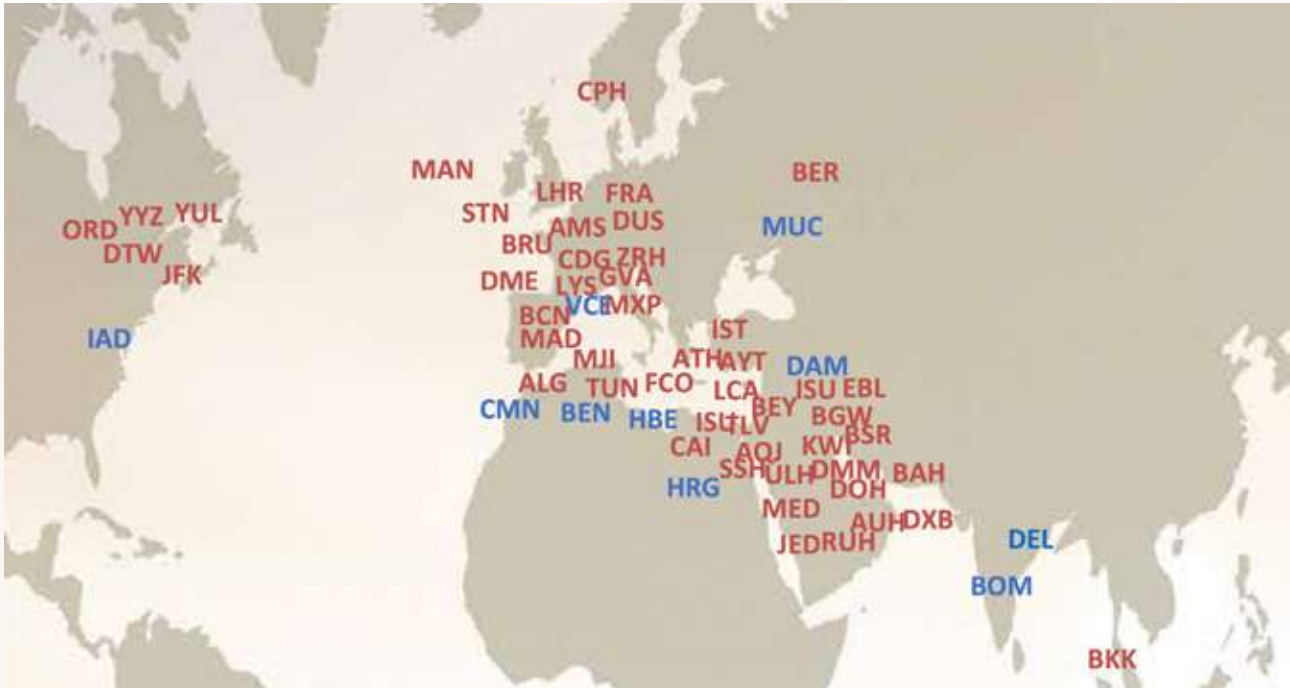 CPH
MAN
BER
LHR
FRA
STN
YYZ
YUL
ORD
AMS
DUS
MUC
BRU
DTW
CDG
ZRH
JFK
DME
LYS
GVA
VCE
MXP
BCN
IST
IAD
MAD
MJI
ATH
AYT
DAM
ALG
TUN
FCO
LCA
ISU
EBL
CMN
BEN
HBE
BEY
BGW
TLV
BSR
CAI
AQJ
KWI
SSH
ULH
DMM
BAH
HRG
DOH
MED
AUH
DXB
JED
RUH
DEL
BOM
BKK